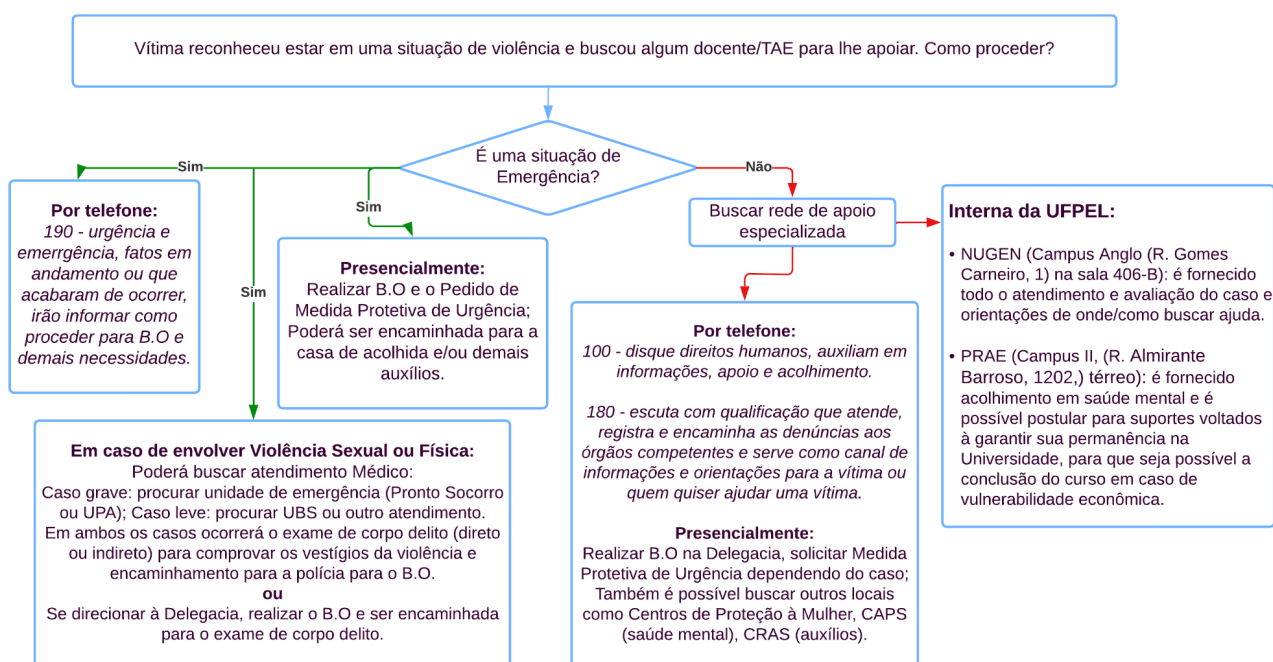 Vítima reconheceu estar em uma situação de violência e buscou algum docente/TAE para lhe apoiar. Como proceder?
É uma situação de
Emergência?
Sim
Sim
Sim
Não
Por telefone:
190 - urgência e
emerrgência, fatos em
andamento ou que
acabaram de ocorrer,
irão informar como
proceder para B.O e
demais necessidades.
Presencialmente:
Realizar B.O e o Pedido de
Medida Protetiva de Urgência;
Poderá ser encaminhada para a
casa de acolhida e/ou demais
auxílios.
Em caso de envolver Violência Sexual ou Física:
Poderá buscar atendimento Médico:
Caso grave: procurar unidade de emergência (Pronto Socorro
ou UPA); Caso leve: procurar UBS ou outro atendimento.
Em ambos os casos ocorrerá o exame de corpo delito (direto
ou indireto) para comprovar os vestígios da violência e
encaminhamento para a polícia para o B.O.
ou
Se direcionar à Delegacia, realizar o B.O e ser encaminhada
para o exame de corpo delito.
Buscar rede de apoio
especializada
Por telefone:
100 - disque direitos humanos, auxiliam em
informações, apoio e acolhimento.
180 - escuta com qualificação que atende,
registra e encaminha as denúncias aos
órgãos competentes e serve como canal de
informações e orientações para a vítima ou
quem quiser ajudar uma vítima.
Presencialmente:
Realizar B.O na Delegacia, solicitar Medida
Protetiva de Urgência dependendo do caso;
Também é possível buscar outros locais
como Centros de Proteção à Mulher, CAPS
(saúde mental), CRAS (auxílios).
Interna da UFPEL:
• NUGEN (Campus Anglo (R. Gomes
Carneiro, 1) na sala 406-B): é fornecido
todo o atendimento e avaliação do caso e
orientações de onde/como buscar ajuda.
• PRAE (Campus II, (R. Almirante
Barroso, 1202,) térreo): é fornecido
acolhimento em saúde mental e é
possível postular para suportes voltados
à garantir sua permanência na
Universidade, para que seja possível a
conclusão do curso em caso de
vulnerabilidade econômica.